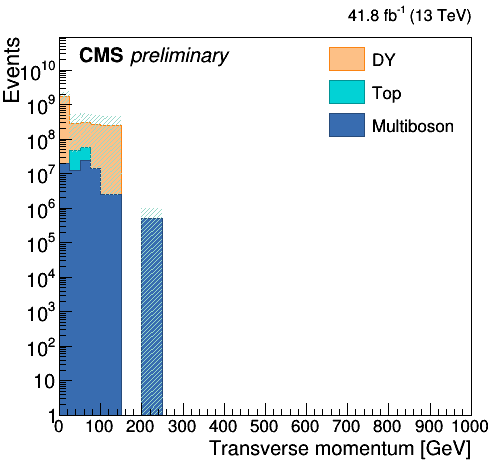 41.8 fb⁻¹ (13 TeV)
Events
CMS preliminary
DY
Top
Multiboson
10¹⁰
10⁹
10⁸
10⁷
10⁶
10⁵
10⁴
10³
10²
10
1
0 100 200 300 400 500 600 700 800 900 1000
Transverse momentum [GeV]